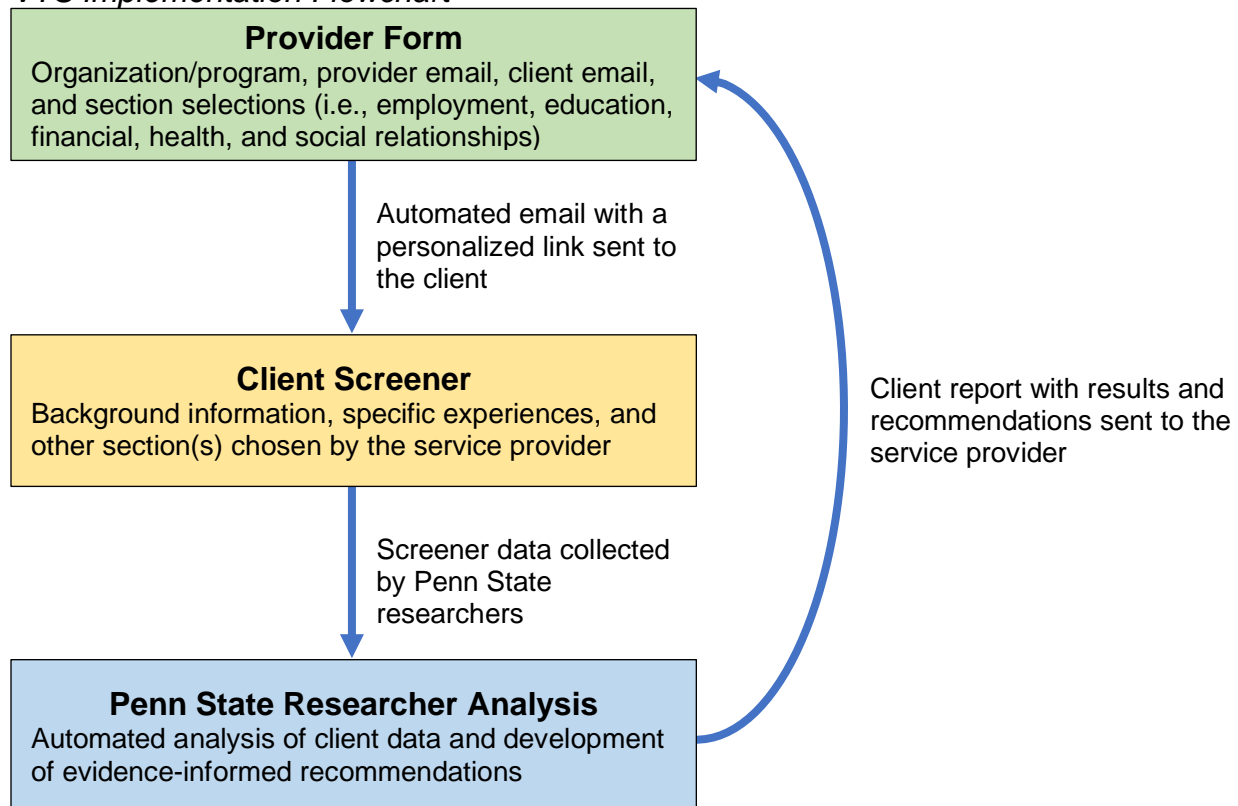 Provider Form
Organization/program, provider email, client email,
and section selections (i.e., employment, education,
financial, health, and social relationships)
Automated email with a
personalized link sent to
the client
Client Screener
Background information, specific experiences, and
other section(s) chosen by the service provider
Client report with results and
recommendations sent to the
service provider
Screener data collected
by Penn State
researchers
Penn State Researcher Analysis
Automated analysis of client data and development
of evidence-informed recommendations